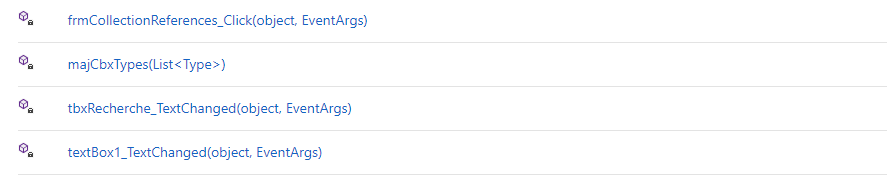 frmCollectionReferences_Click(object, EventArgs)
majCbxTypes(List<Type>)
tbxRecherche_TextChanged(object, EventArgs)
textBox1_TextChanged(object, EventArgs)